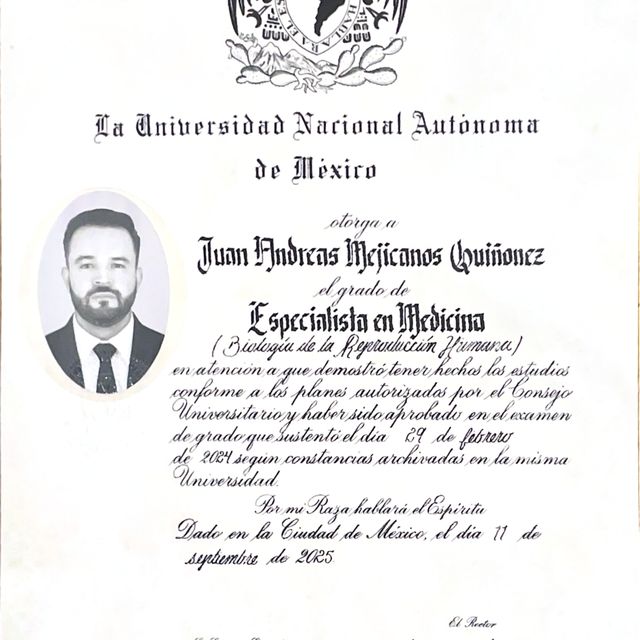 HABLARA EL ES
La Universidad Nacional Autónoma
de México
otorga a
Juan Andreas Mejicanos Quiñonez
el grado de
Especialista en Medicina
(Biología de la Reproducción Humana)
en atención a que demostró tener hechos los estudios
conforme a los planes autorizados por el Consejo
Universitario y haber sido aprobado en el examen
de grado que sustentó el día 29 de febrero
de 2024 según constancias archivadas en la misma
Universidad.
Por mi Raza hablará el Espíritu
Dado en la Ciudad de México, el día 11 de
septiembre de 2025
El Rector